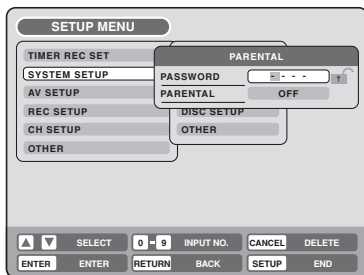 SETUP MENU
TIMER REC SET
SYSTEM SETUP
AV SETUP
REC SETUP
CH SETUP
OTHER
PARENTAL
PASSWORD - - - -
PARENTAL OFF
DISC SETUP
OTHER
▲ ▼ SELECT 0 - 9 INPUT NO. CANCEL DELETE
ENTER ENTER RETURN BACK SETUP END